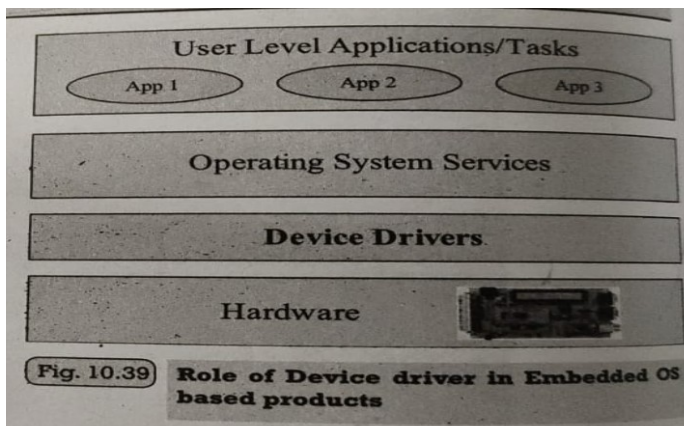 User Level Applications/Tasks
App 1 App 2 App 3
Operating System Services
Device Drivers
Hardware
Fig. 10.39 Role of Device driver in Embedded OS
based products